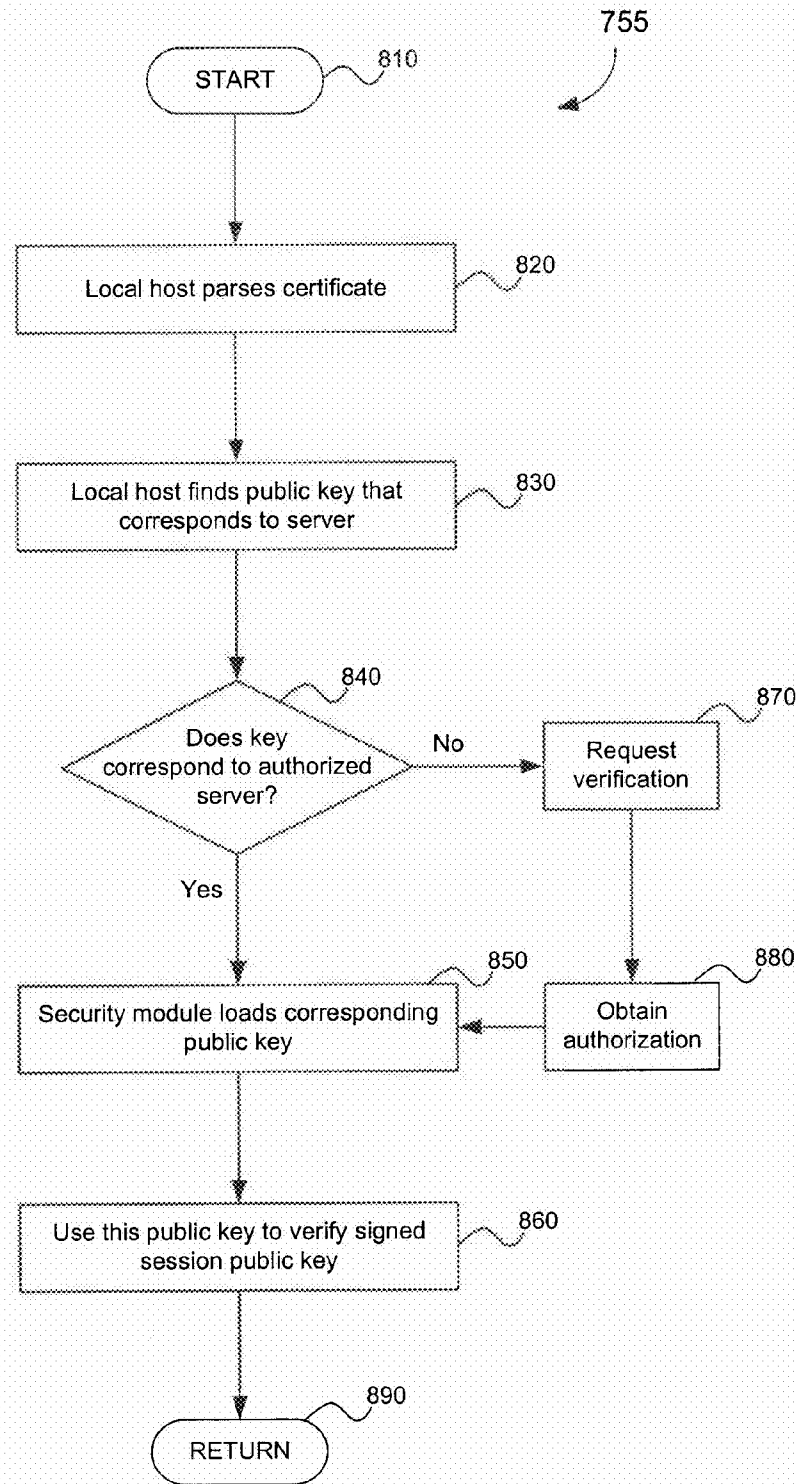 755
START
810
Local host parses certificate
820
Local host finds public key that
corresponds to server
830
840
Does key
correspond to authorized
server?
No
870
Request
verification
Yes
850
Security module loads corresponding
public key
880
Obtain
authorization
Use this public key to verify signed
session public key
860
890
RETURN